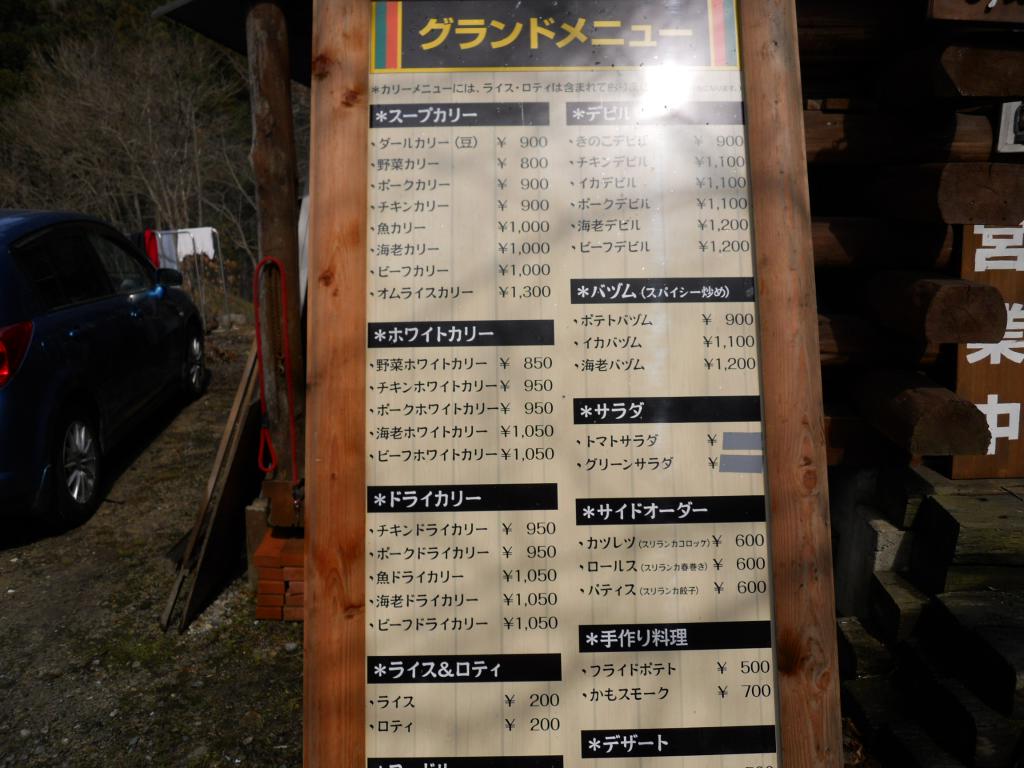 グランドメニュー
*カリーメニューには、ライス・ロティは含まれて
*スープカリー
・ダールカリー（豆） ￥ 900
・野菜カリー ￥ 800
・ポークカリー ￥ 900
・チキンカリー ￥ 900
・魚カリー ￥1,000
・海老カリー ￥1,000
・ビーフカリー ￥1,000
・オムライスカリー ￥1,300
*ホワイトカリー
・野菜ホワイトカリー ￥ 850
・チキンホワイトカリー ￥ 950
・ポークホワイトカリー ￥ 950
・海老ホワイトカリー ￥1,050
・ビーフホワイトカリー ￥1,050
*ドライカリー
・チキンドライカリー ￥ 950
・ポークドライカリー ￥ 950
・魚ドライカリー ￥1,050
・海老ドライカリー ￥1,050
・ビーフドライカリー ￥1,050
*ライス&ロティ
・ライス ￥ 200
・ロティ ￥ 200
*デビル
・きのこデビル ￥ 900
・チキンデビル ￥1,100
・イカデビル ￥1,100
・ポークデビル ￥1,100
・海老デビル ￥1,200
・ビーフデビル ￥1,200
*バヅム（スパイシー炒め）
・ポテトバヅム ￥ 900
・イカバヅム ￥1,100
・海老バヅム ￥1,200
*サラダ
・トマトサラダ ￥
・グリーンサラダ ￥
*サイドオーダー
・カツレツ（スリランカコロッケ） ￥ 600
・ロールス（スリランカ春巻き） ￥ 600
・パティス（スリランカ餃子） ￥ 600
*手作り料理
・フライドポテト ￥ 500
・かもスモーク ￥ 700
*デザート
営業中